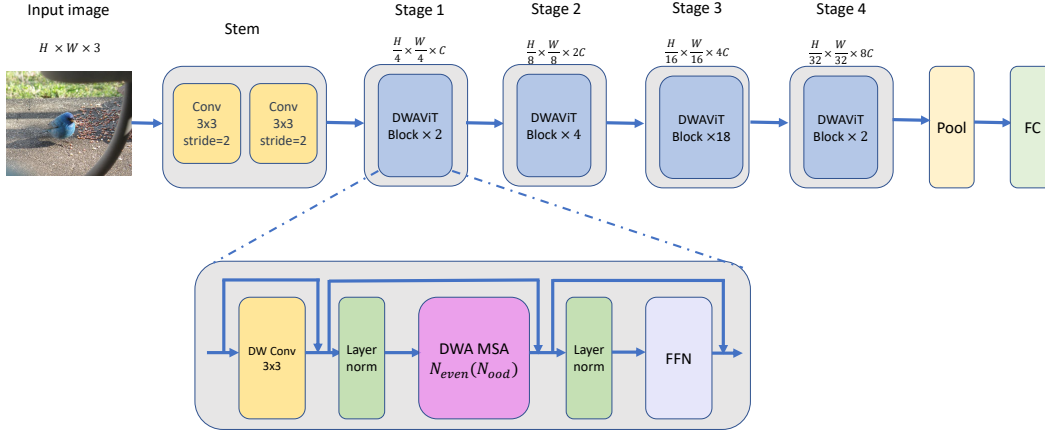 Input image
H × W × 3
Stem
Conv
3x3
stride=2
Conv
3x3
stride=2
Stage 1
H/4 × W/4 × C
DWAViT
Block × 2
Stage 2
H/8 × W/8 × 2C
DWAViT
Block × 4
Stage 3
H/16 × W/16 × 4C
DWAViT
Block ×18
Stage 4
H/32 × W/32 × 8C
DWAViT
Block × 2
Pool
FC
DW Conv
3x3
Layer
norm
DWA MSA
N_even(N_ood)
Layer
norm
FFN